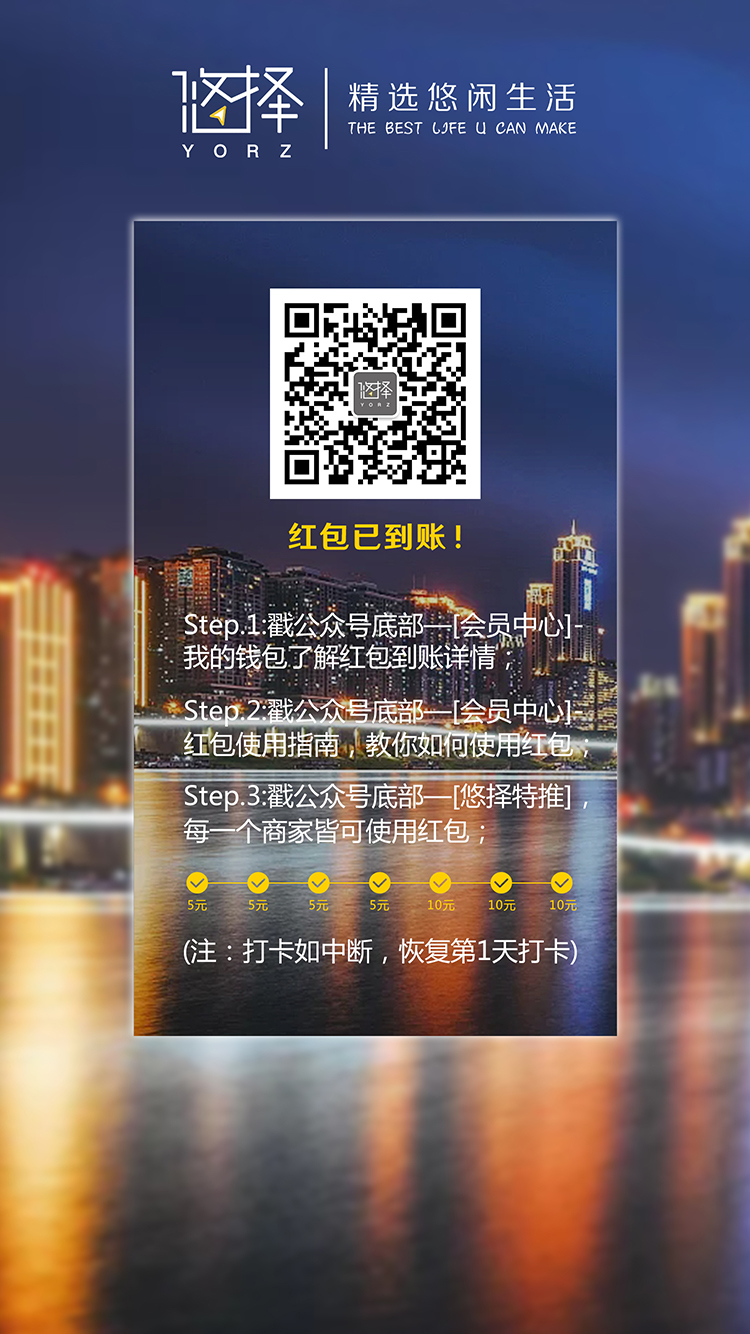 悠择
YORZ
精选悠闲生活
THE BEST LIFE U CAN MAKE
悠择
YORZ
红包已到账！
Step.1:戳公众号底部—[会员中心]-
我的钱包了解红包到账详情；
Step.2:戳公众号底部—[会员中心]-
红包使用指南，教你如何使用红包；
Step.3:戳公众号底部—[悠择特推]，
每一个商家皆可使用红包；
5元 5元 5元 5元 10元 10元 10元
(注：打卡如中断，恢复第1天打卡)